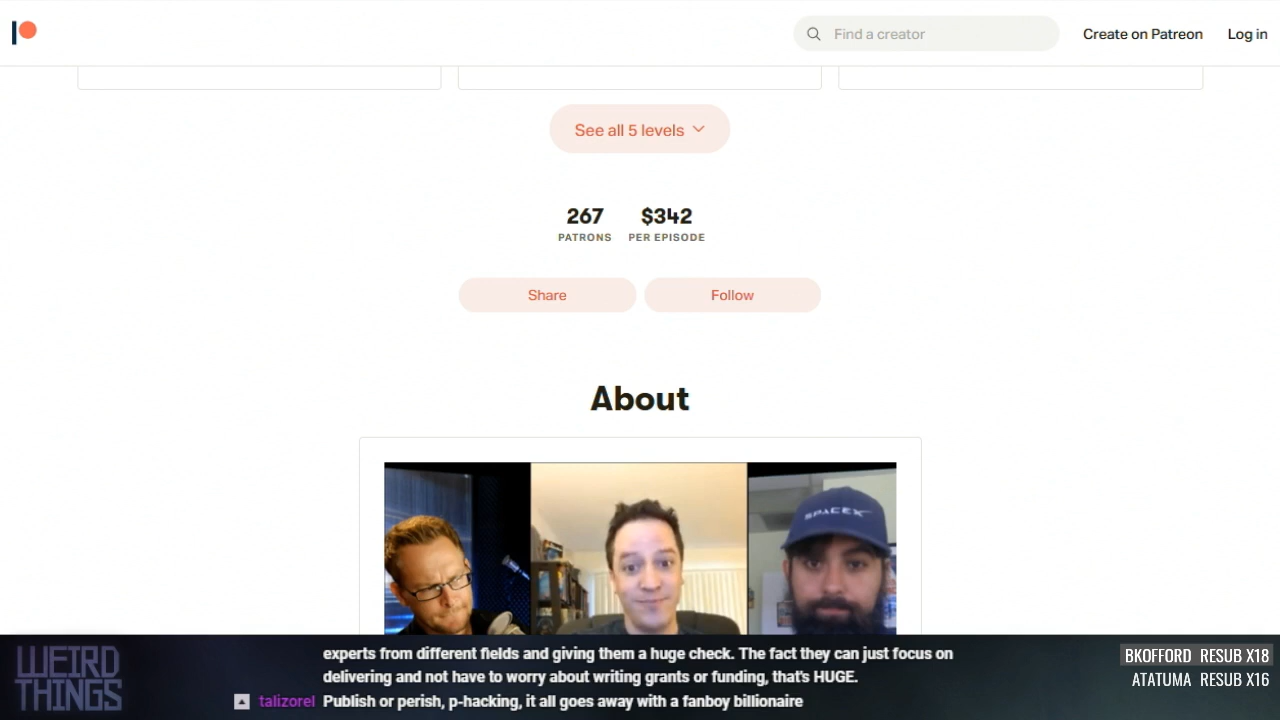 Find a creator
Create on Patreon
Log in
See all 5 levels
267
$342
PATRONS
PER EPISODE
Share
Follow
About
SPACEX
WEIRD
THINGS
experts from different fields and giving them a huge check. The fact they can just focus on
delivering and not have to worry about writing grants or funding, that's HUGE.
talizorel Publish or perish, p-hacking, it all goes away with a fanboy billionaire
BKOFFORD RESUB X18
ATATUMA RESUB X16